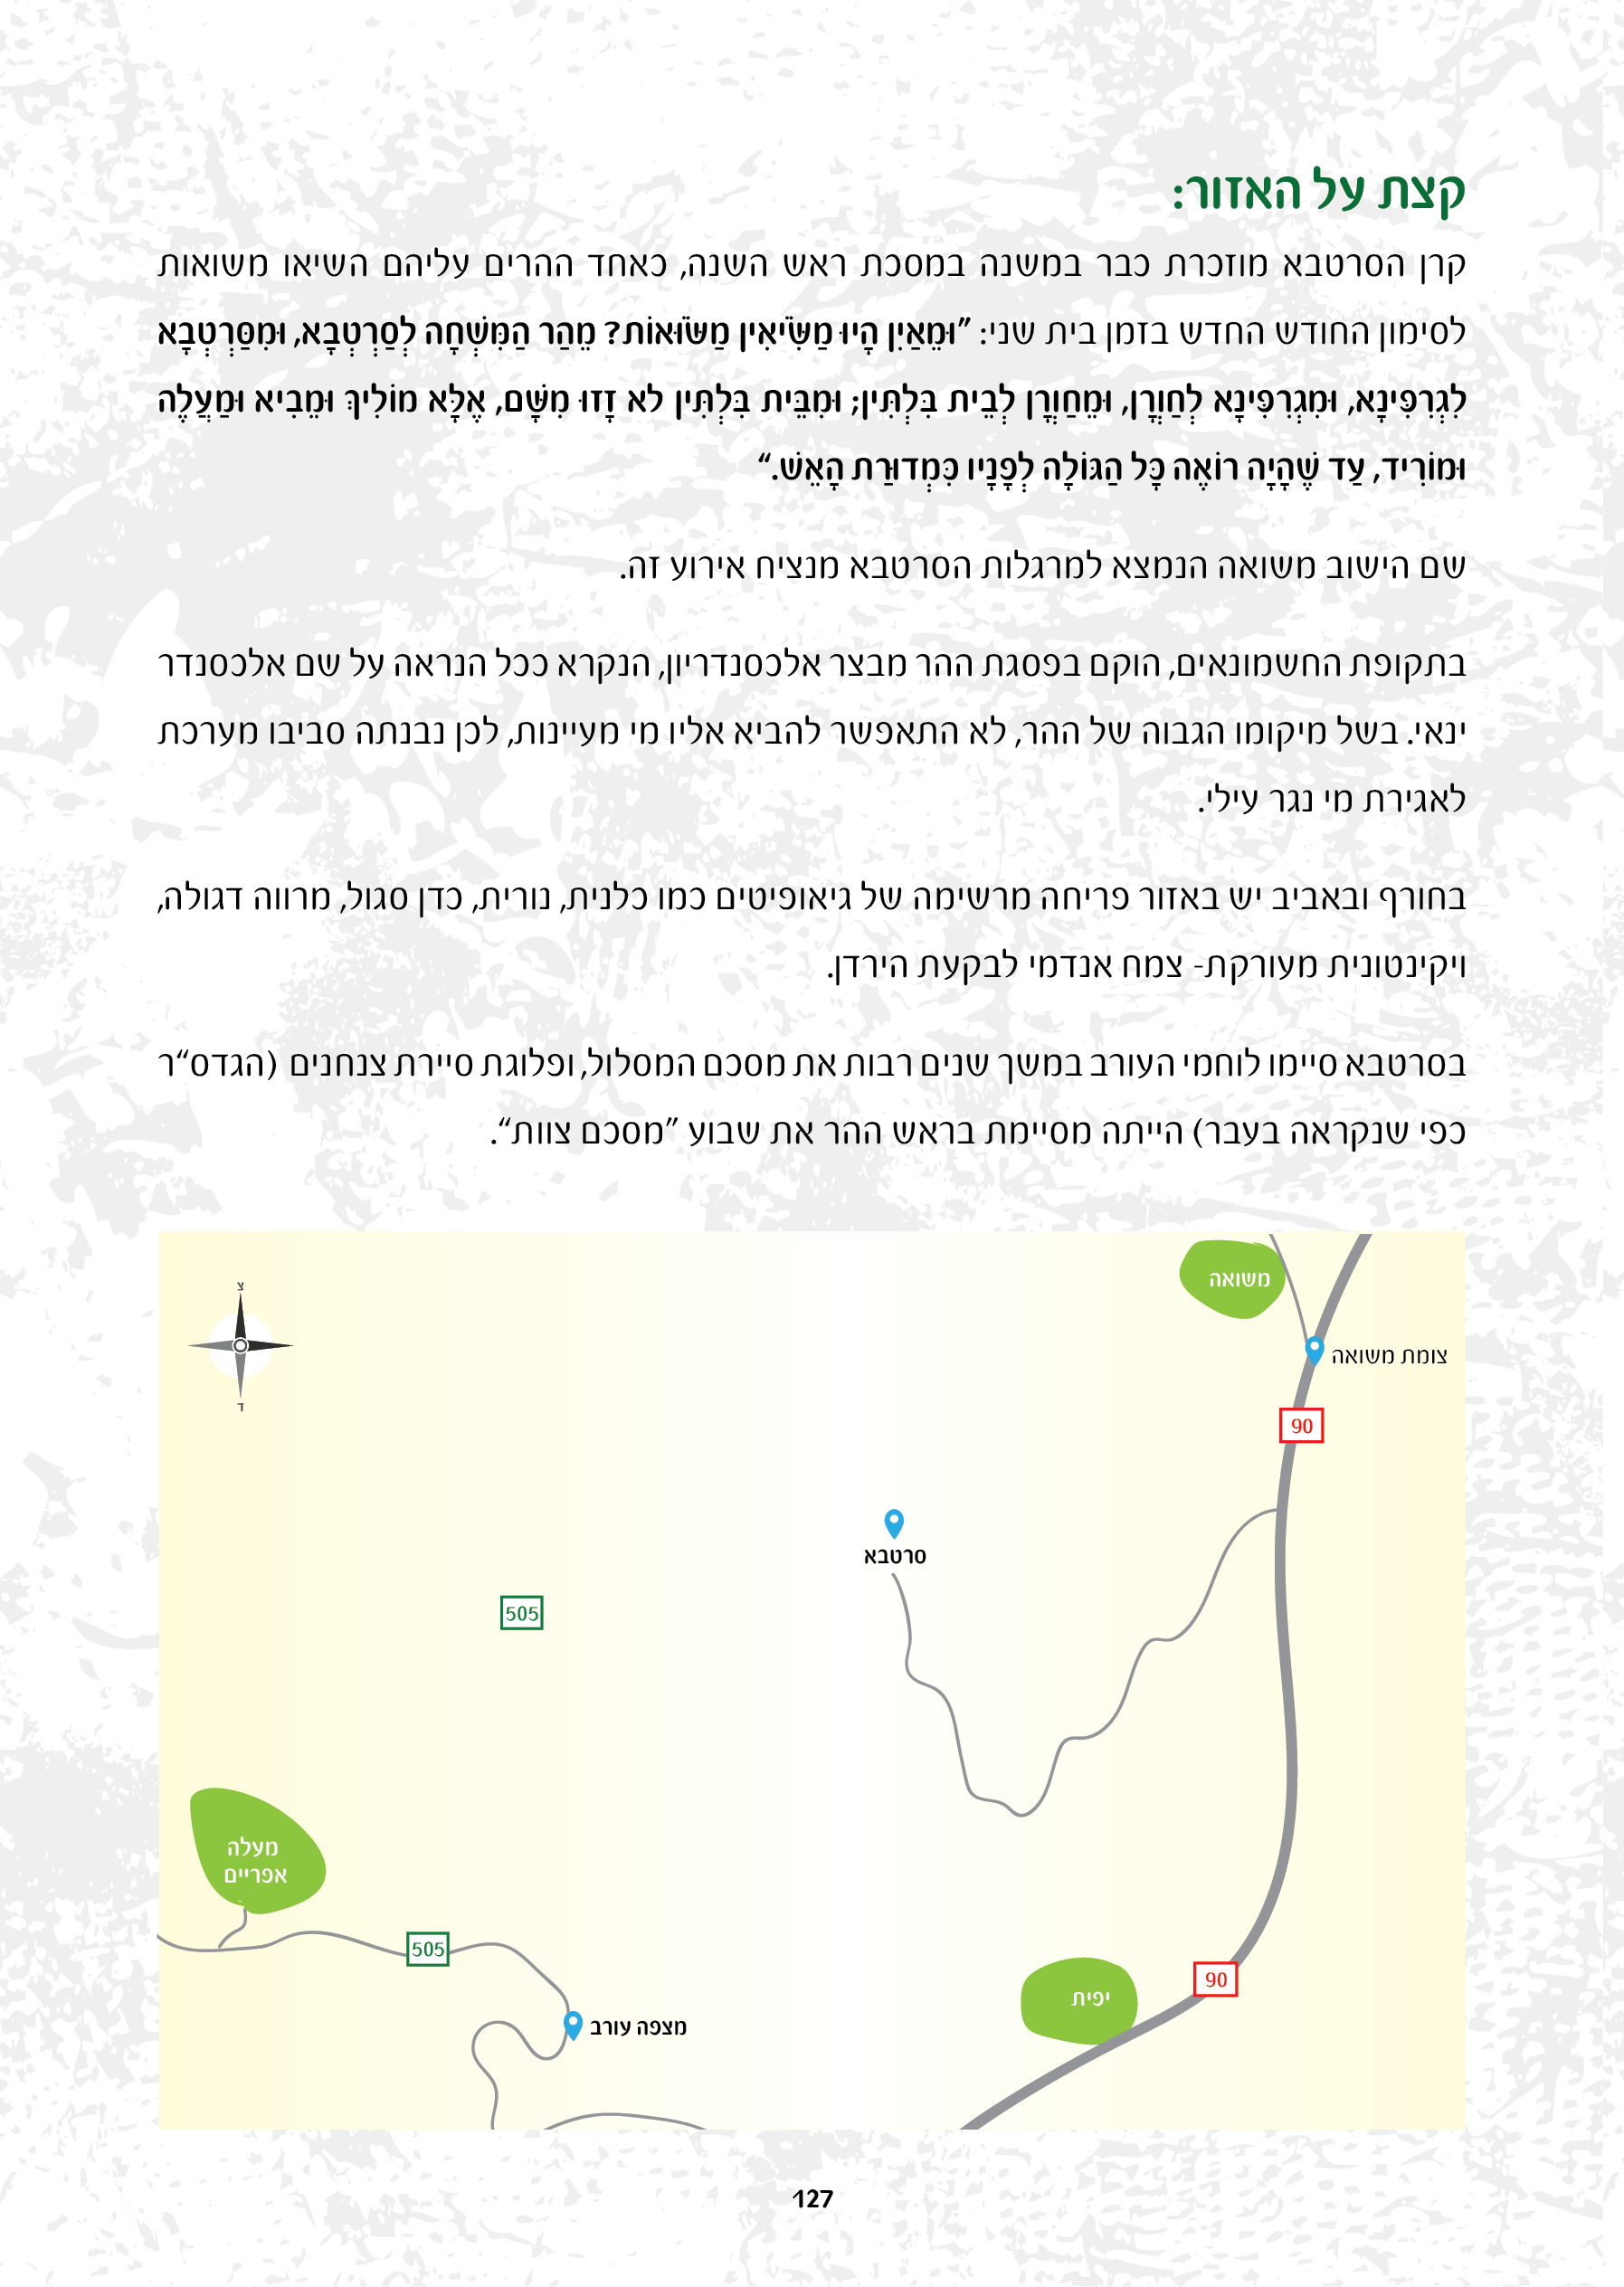 קצת על האזור:
קרן הסרטבא מוזכרת כבר במשנה במסכת ראש השנה, כאחד ההרים עליהם השיאו משואות
לסימון החודש החדש בזמן בית שני: "וּמֵאַיִן הָיוּ מַשִּׂיאִין מַשּׂוּאוֹת? מֵהַר הַמִּשְׁחָה לְסַרְטְבָא, וּמִסַּרְטְבָא
לִגְרִפִּינָא, וּמִגְרִפִּינָא לְחַוְרָן, וּמֵחַוְרָן לְבֵית בִּלְתִּין; וּמִבֵּית בִּלְתִּין לֹא זָזוּ מִשָּׁם, אֶלָּא מוֹלִיךְ וּמֵבִיא וּמַעֲלֶה
וּמוֹרִיד, עַד שֶׁהָיָה רוֹאֶה כָּל הַגּוֹלָה לְפָנָיו כִּמְדוּרַת הָאֵשׁ."
שם הישוב משואה הנמצא למרגלות הסרטבא מנציח אירוע זה.
בתקופת החשמונאים, הוקם בפסגת ההר מבצר אלכסנדריון, הנקרא ככל הנראה על שם אלכסנדר
ינאי. בשל מיקומו הגבוה של ההר, לא התאפשר להביא אליו מי מעיינות, לכן נבנתה סביבו מערכת
לאגירת מי נגר עילי.
בחורף ובאביב יש באזור פריחה מרשימה של גיאופיטים כמו כלנית, נורית, כדן סגול, מרווה דגולה,
ויקינטונית מעורקת- צמח אנדמי לבקעת הירדן.
בסרטבא סיימו לוחמי העורב במשך שנים רבות את מסכם המסלול, ופלוגת סיירת צנחנים (הגדס"ר
כפי שנקראה בעבר) הייתה מסיימת בראש ההר את שבוע "מסכם צוות".
משואה
צ
צומת משואה
ד
90
סרטבא
505
מעלה
אפריים
505
90
יפית
מצפה עורב
127